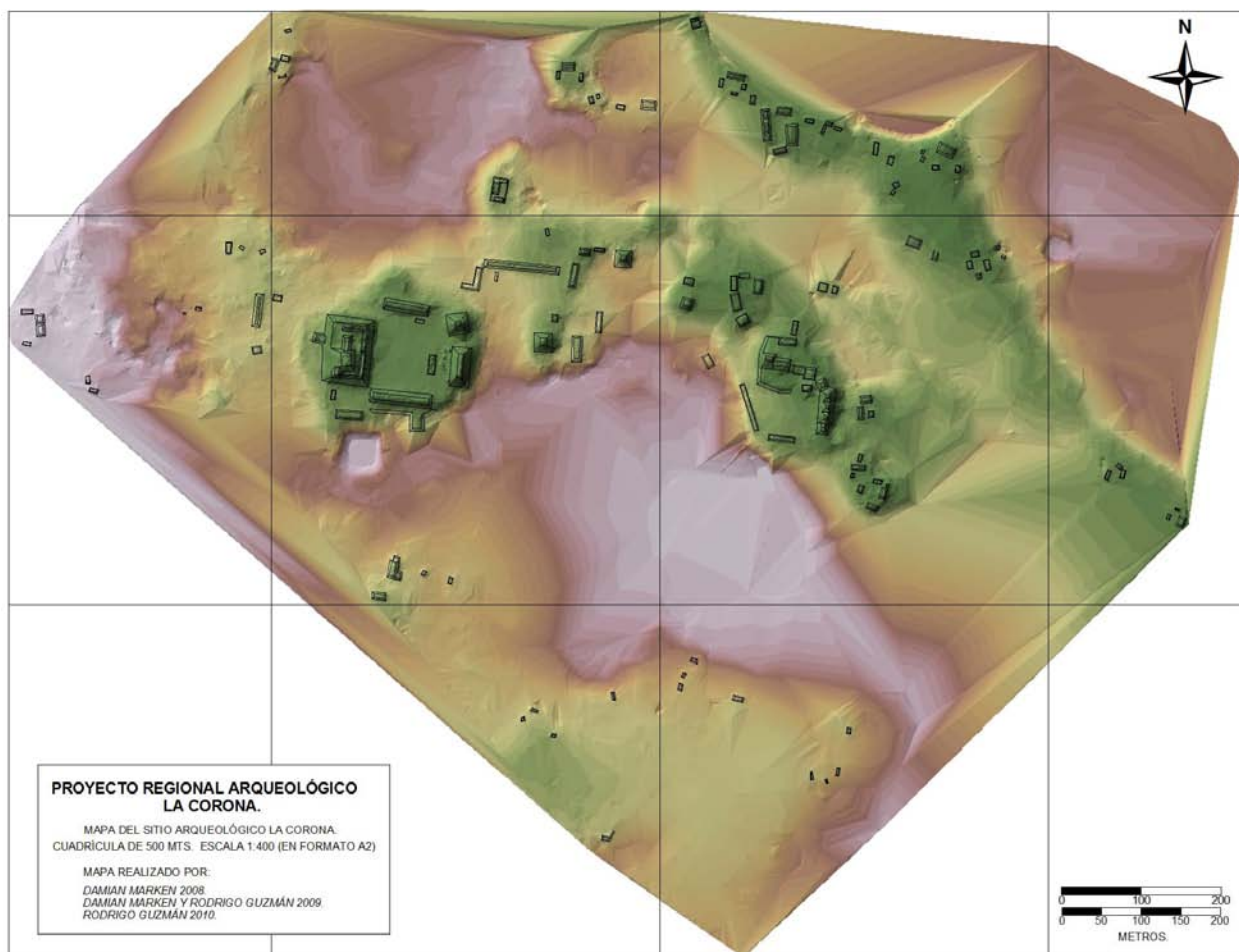 N
PROYECTO REGIONAL ARQUEOLÓGICO
LA CORONA.
MAPA DEL SITIO ARQUEOLÓGICO LA CORONA.
CUADRÍCULA DE 500 MTS. ESCALA 1:400 (EN FORMATO A2)
MAPA REALIZADO POR:
DAMIAN MARKEN 2008.
DAMIAN MARKEN Y RODRIGO GUZMÁN 2009.
RODRIGO GUZMÁN 2010.
0 100 200
0 50 100 150 200
METROS.